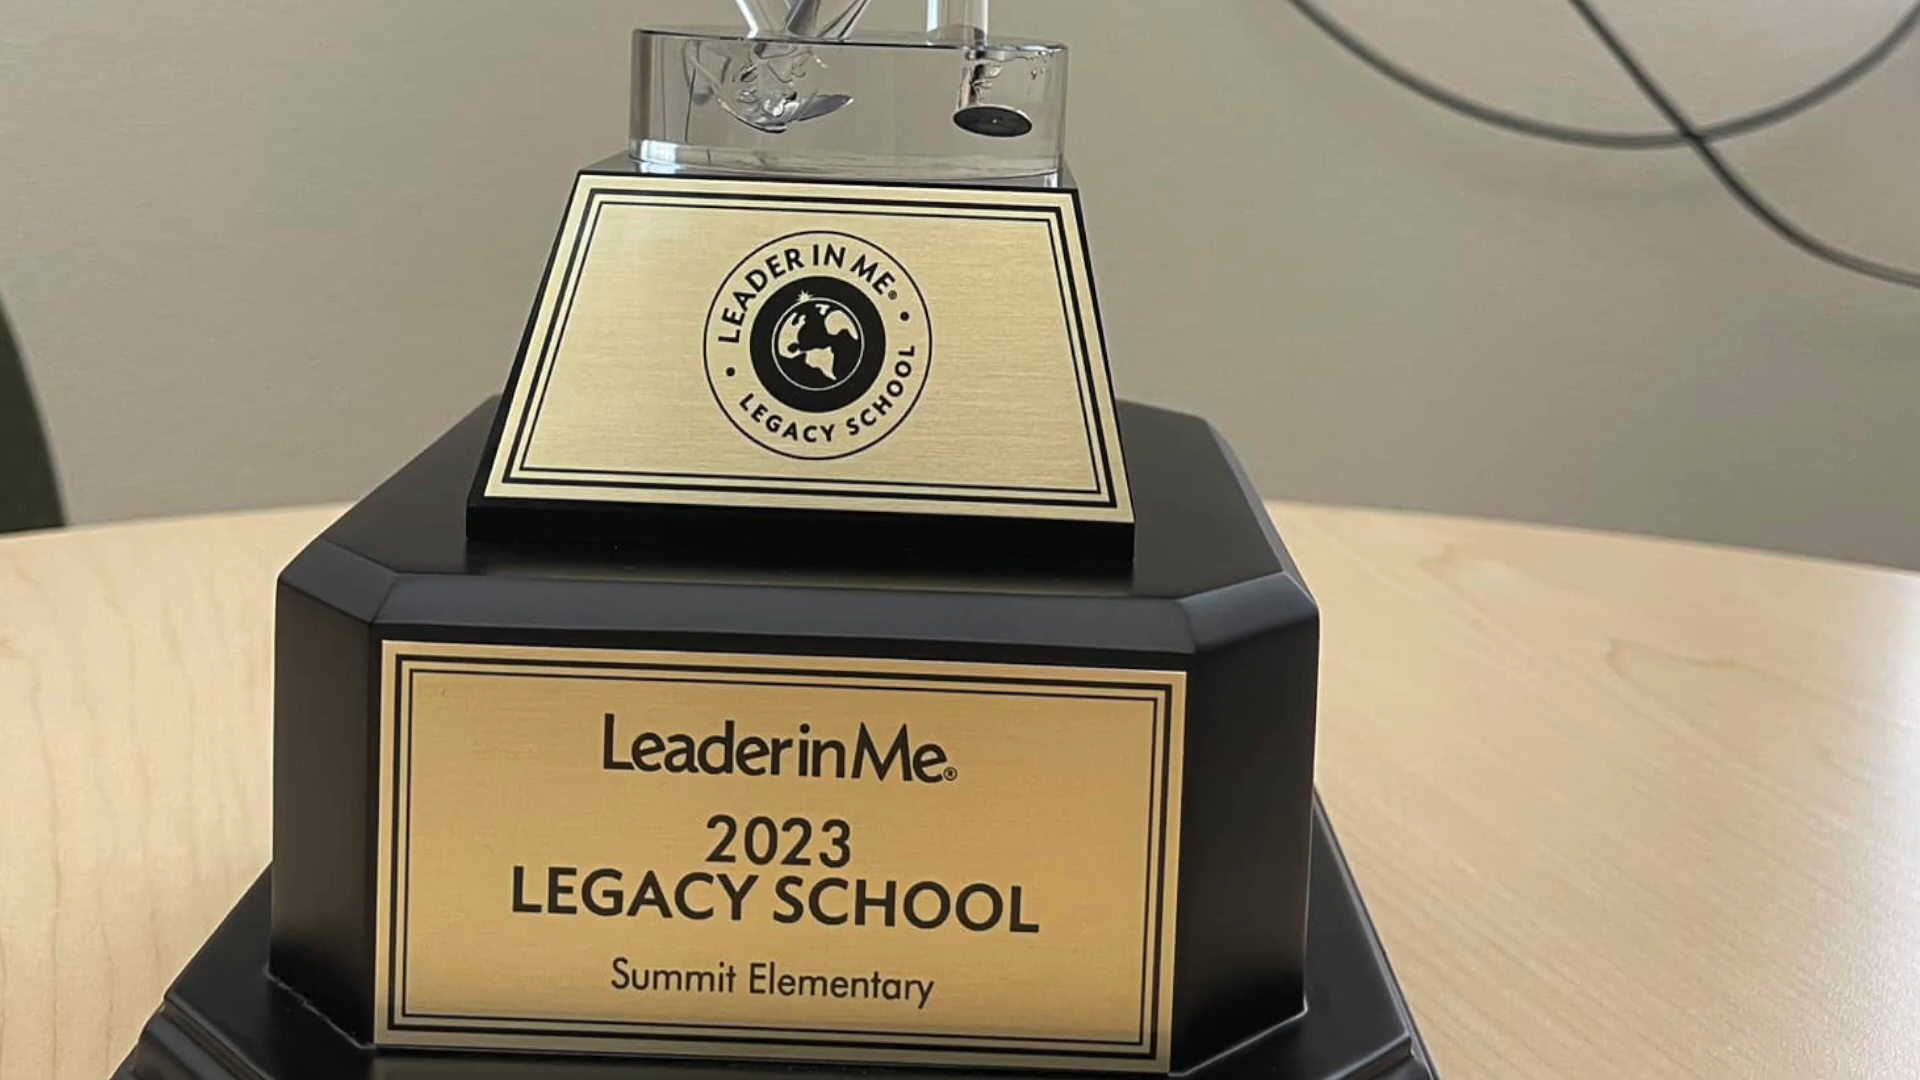 LEADER IN ME®
LEGACY SCHOOL
LeaderinMe®
2023
LEGACY SCHOOL
Summit Elementary